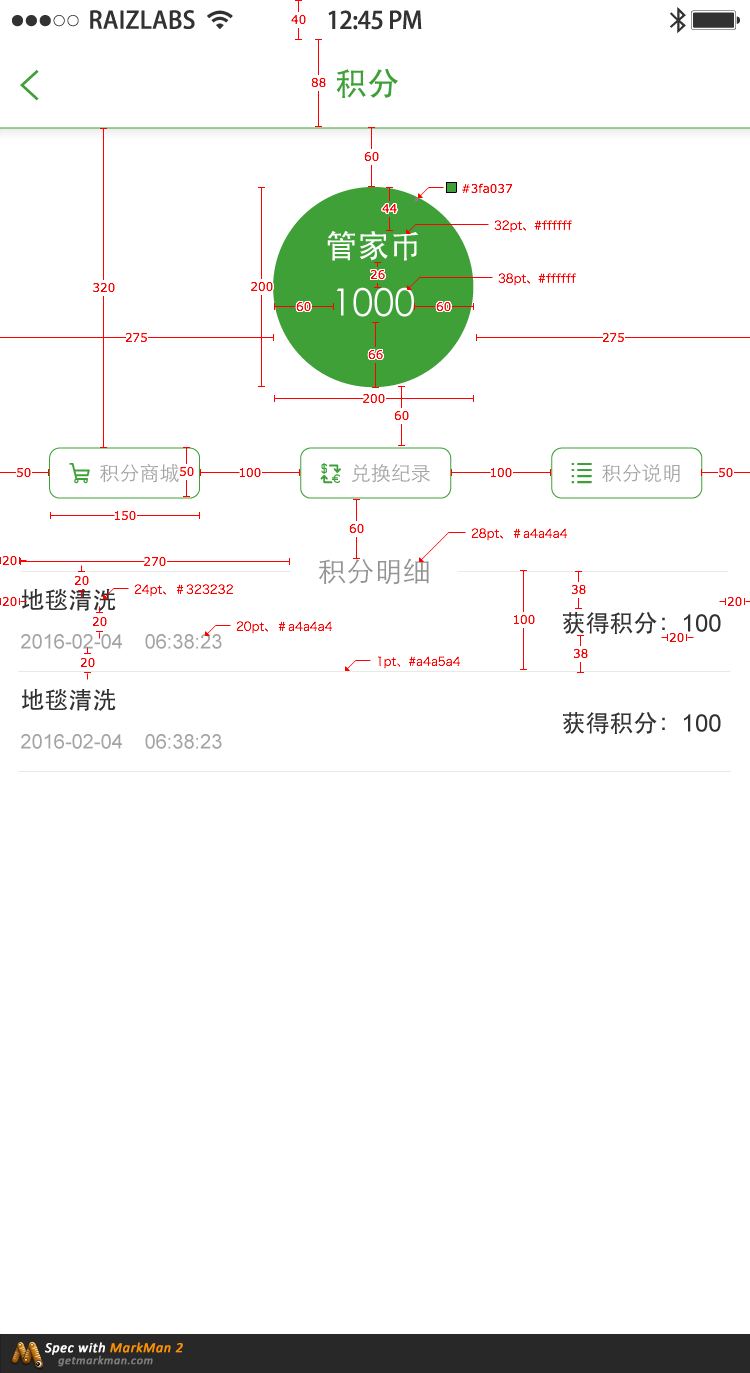 RAIZLABS 12:45 PM
40
88
积分
60
#3fa037
44
32pt、#ffffff
管家币
26
38pt、#ffffff
320
200
60 1000 60
275 275
66
200
60
50 积分商城 50 100 兑换纪录 100 积分说明 50
150
60
28pt、#a4a4a4
20 270 积分明细
20 24pt、#323232 38
20 地毯清洗 20
20 20pt、#a4a4a4 100 获得积分：100
2016-02-04 06:38:23 20
20 1pt、#a4a5a4 38
地毯清洗
获得积分：100
2016-02-04 06:38:23
Spec with MarkMan 2
getmarkman.com